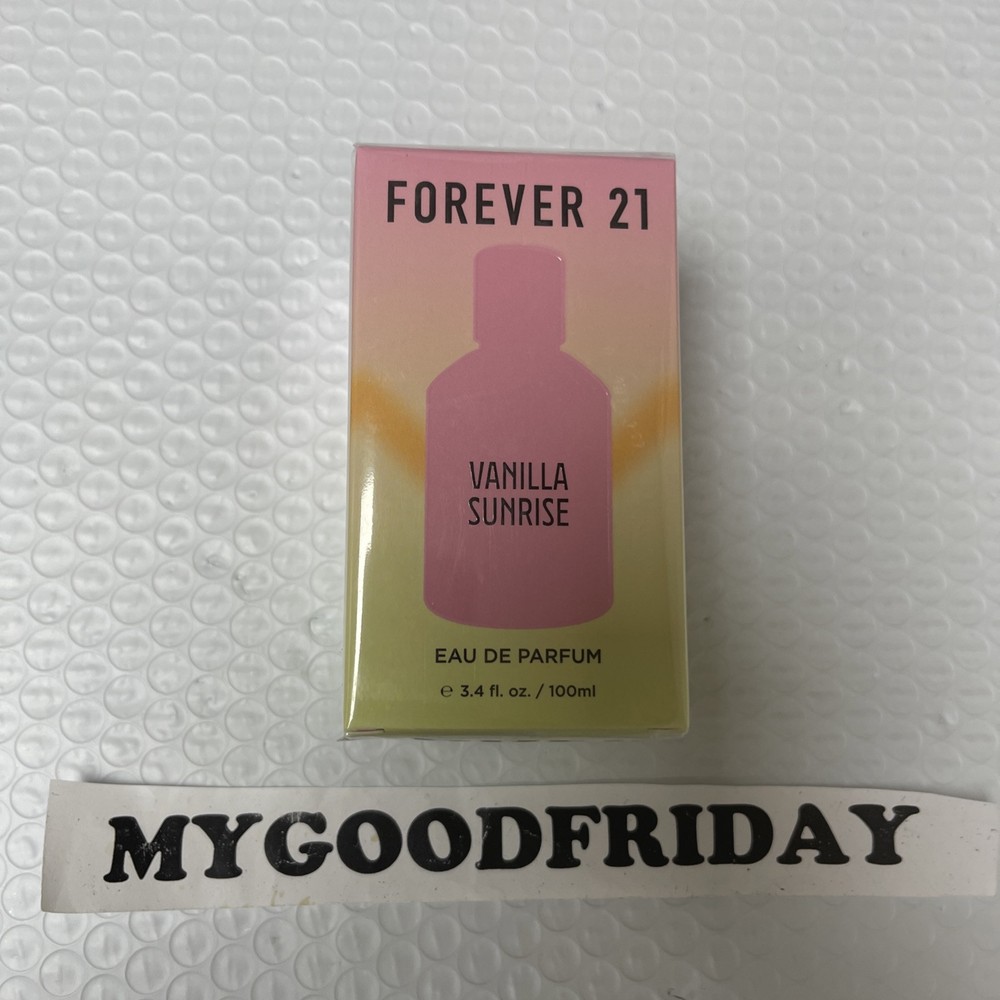 FOREVER 21
VANILLA
SUNRISE
EAU DE PARFUM
℮ 3.4 fl. oz. / 100ml
MYGOODFRIDAY